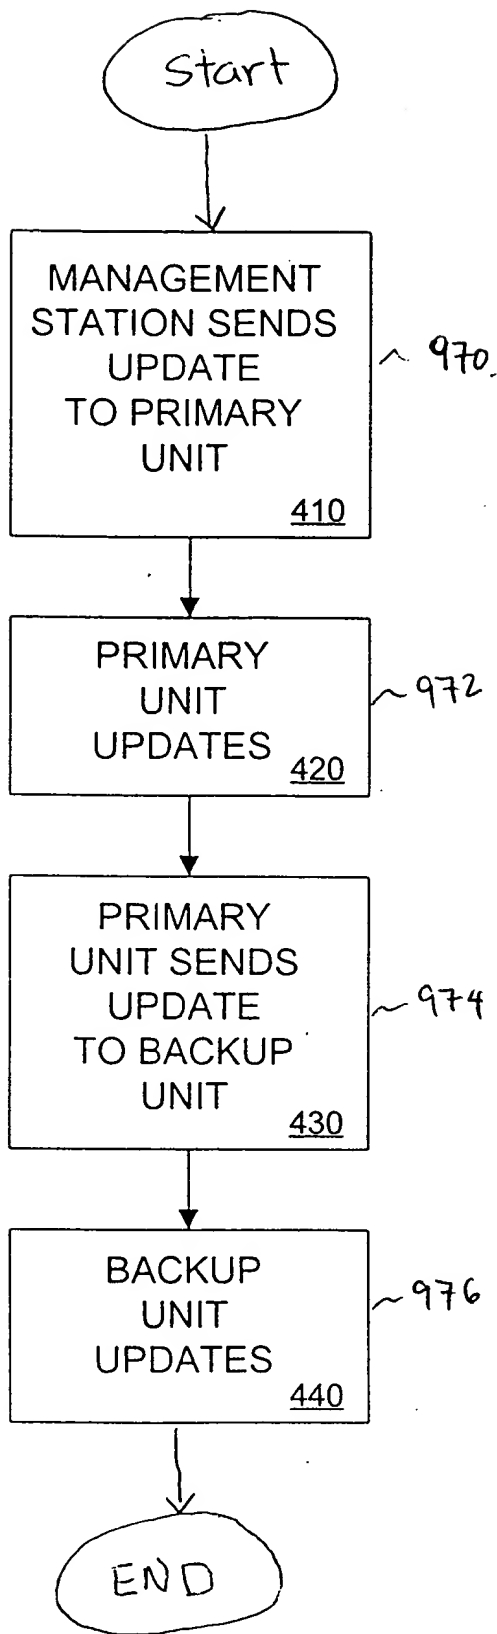 Start
MANAGEMENT
STATION SENDS
UPDATE
TO PRIMARY
UNIT
410
970.
PRIMARY
UNIT
UPDATES
420
972
PRIMARY
UNIT SENDS
UPDATE
TO BACKUP
UNIT
430
974
BACKUP
UNIT
UPDATES
440
976
END